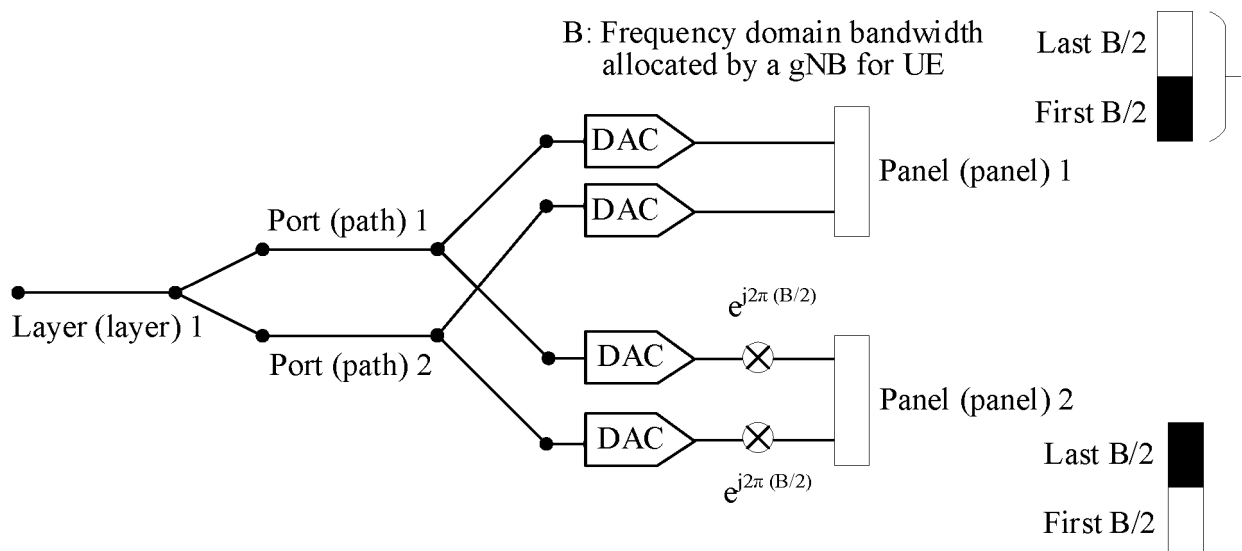 B: Frequency domain bandwidth
allocated by a gNB for UE
Last B/2
First B/2
DAC
Panel (panel) 1
DAC
Port (path) 1
Layer (layer) 1
Port (path) 2
e^{j2π (B/2)}
DAC
Panel (panel) 2
DAC
e^{j2π (B/2)}
Last B/2
First B/2